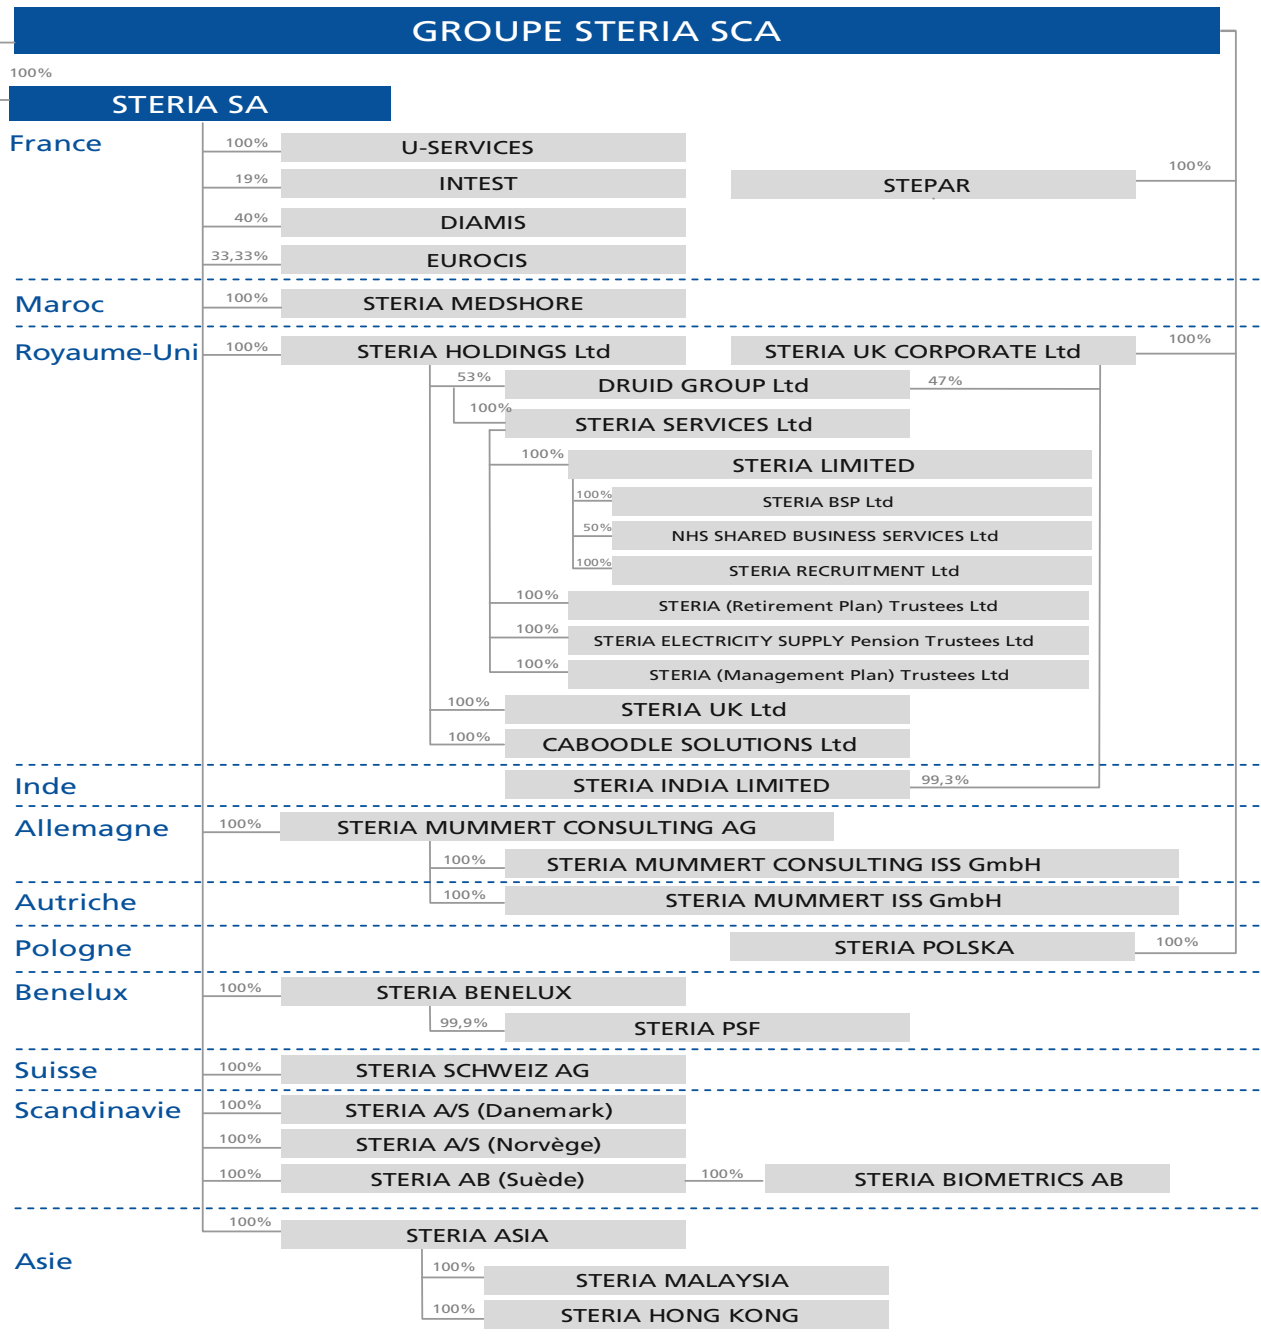 GROUPE STERIA SCA
100%
STERIA SA
France
100%
U-SERVICES
19%
INTEST
STEPAR
100%
40%
DIAMIS
33,33%
EUROCIS
Maroc
100%
STERIA MEDSHORE
Royaume-Uni
100%
STERIA HOLDINGS Ltd
STERIA UK CORPORATE Ltd
100%
53%
DRUID GROUP Ltd
47%
100%
STERIA SERVICES Ltd
100%
STERIA LIMITED
100%
STERIA BSP Ltd
50%
NHS SHARED BUSINESS SERVICES Ltd
100%
STERIA RECRUITMENT Ltd
100%
STERIA (Retirement Plan) Trustees Ltd
100%
STERIA ELECTRICITY SUPPLY Pension Trustees Ltd
100%
STERIA (Management Plan) Trustees Ltd
100%
STERIA UK Ltd
100%
CABOODLE SOLUTIONS Ltd
Inde
STERIA INDIA LIMITED
99,3%
Allemagne
100%
STERIA MUMMERT CONSULTING AG
100%
STERIA MUMMERT CONSULTING ISS GmbH
Autriche
100%
STERIA MUMMERT ISS GmbH
Pologne
STERIA POLSKA
100%
Benelux
100%
STERIA BENELUX
99,9%
STERIA PSF
Suisse
100%
STERIA SCHWEIZ AG
Scandinavie
100%
STERIA A/S (Danemark)
100%
STERIA A/S (Norvège)
100%
STERIA AB (Suède)
100%
STERIA BIOMETRICS AB
Asie
100%
STERIA ASIA
100%
STERIA MALAYSIA
100%
STERIA HONG KONG